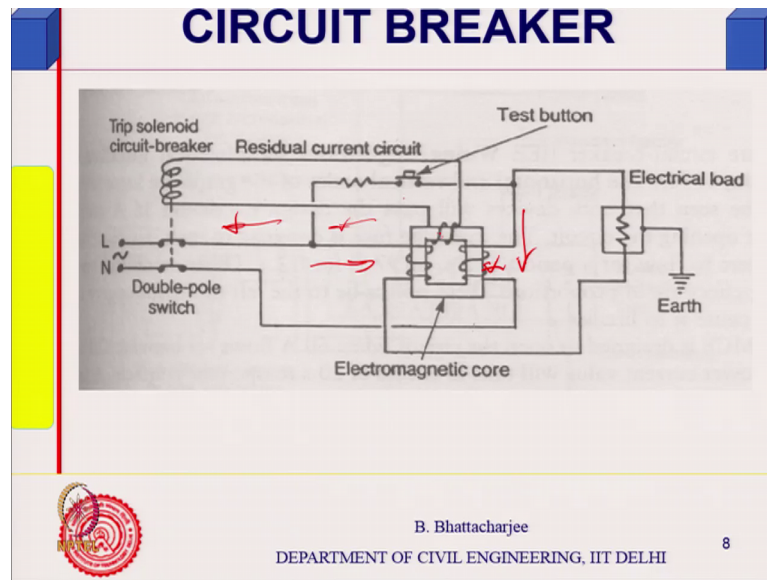 CIRCUIT BREAKER
Test button
Trip solenoid
circuit-breaker
Residual current circuit
Electrical load
L
N
Double-pole
switch
Earth
Electromagnetic core
NPTEL
B. Bhattacharjee
DEPARTMENT OF CIVIL ENGINEERING, IIT DELHI
8